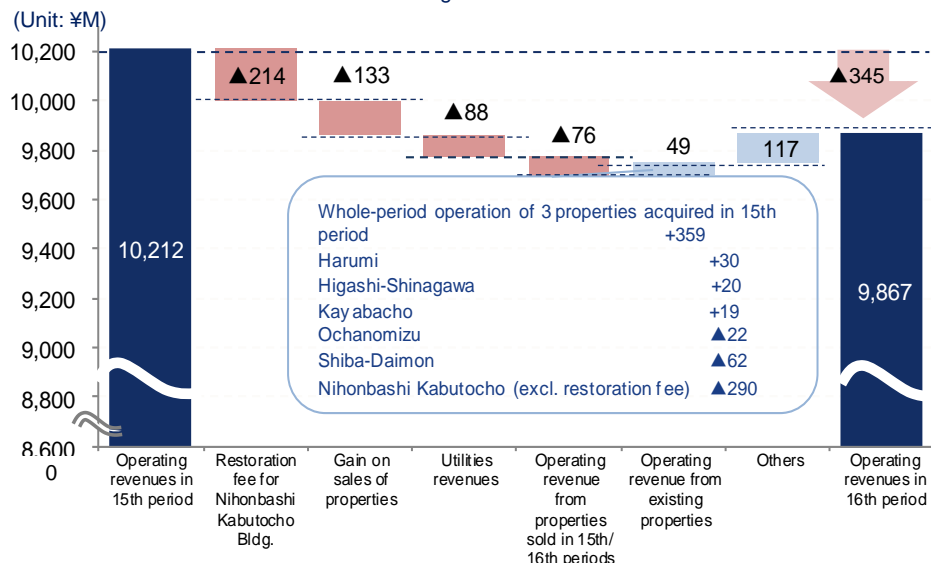 (Unit: ¥M)
10,200
10,000
9,800
9,600
9,400
9,200
9,000
8,800
8,600
0
10,212
▲214
▲133
▲88
▲76
49
117
▲345
9,867
Whole-period operation of 3 properties acquired in 15th
period +359
Harumi +30
Higashi-Shinagawa +20
Kayabacho +19
Ochanomizu ▲22
Shiba-Daimon ▲62
Nihonbashi Kabutocho (excl. restoration fee) ▲290
Operating
revenues in
15th period
Restoration
fee for
Nihonbashi
Kabutocho
Bldg.
Gain on
sales of
properties
Utilities
revenues
Operating
revenue
from
properties
sold in 15th/
16th periods
Operating
revenue from
existing
properties
Others
Operating
revenues in
16th period